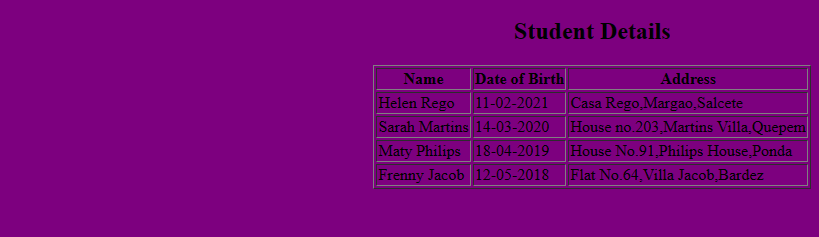 Student Details
Name Date of Birth Address
Helen Rego 11-02-2021 Casa Rego,Margao,Salcete
Sarah Martins 14-03-2020 House no.203,Martins Villa,Quepem
Maty Philips 18-04-2019 House No.91,Philips House,Ponda
Frenny Jacob 12-05-2018 Flat No.64,Villa Jacob,Bardez